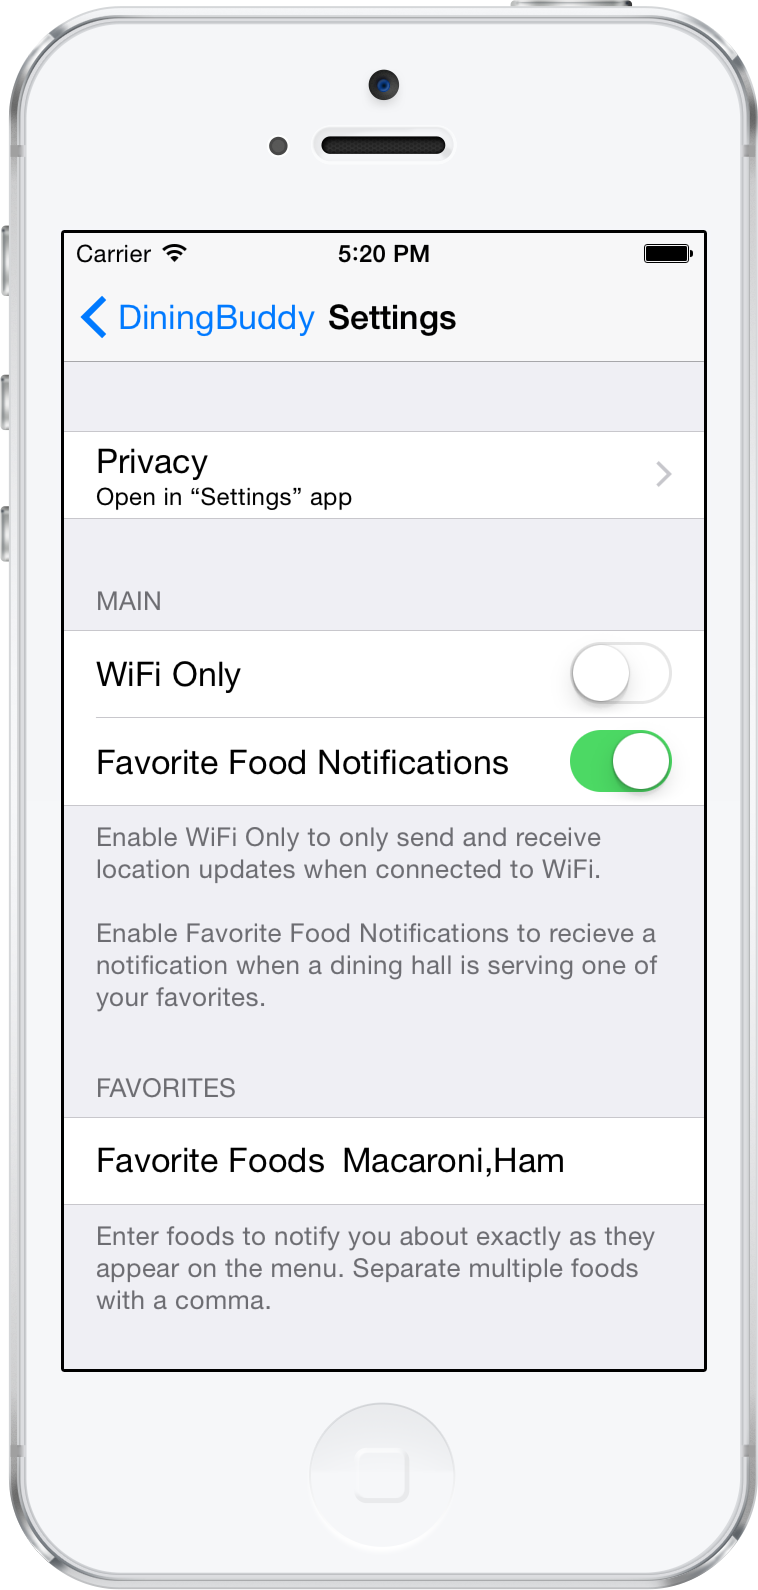 Carrier 5:20 PM
DiningBuddy Settings
Privacy
Open in “Settings” app
MAIN
WiFi Only
Favorite Food Notifications
Enable WiFi Only to only send and receive
location updates when connected to WiFi.
Enable Favorite Food Notifications to recieve a
notification when a dining hall is serving one of
your favorites.
FAVORITES
Favorite Foods Macaroni,Ham
Enter foods to notify you about exactly as they
appear on the menu. Separate multiple foods
with a comma.